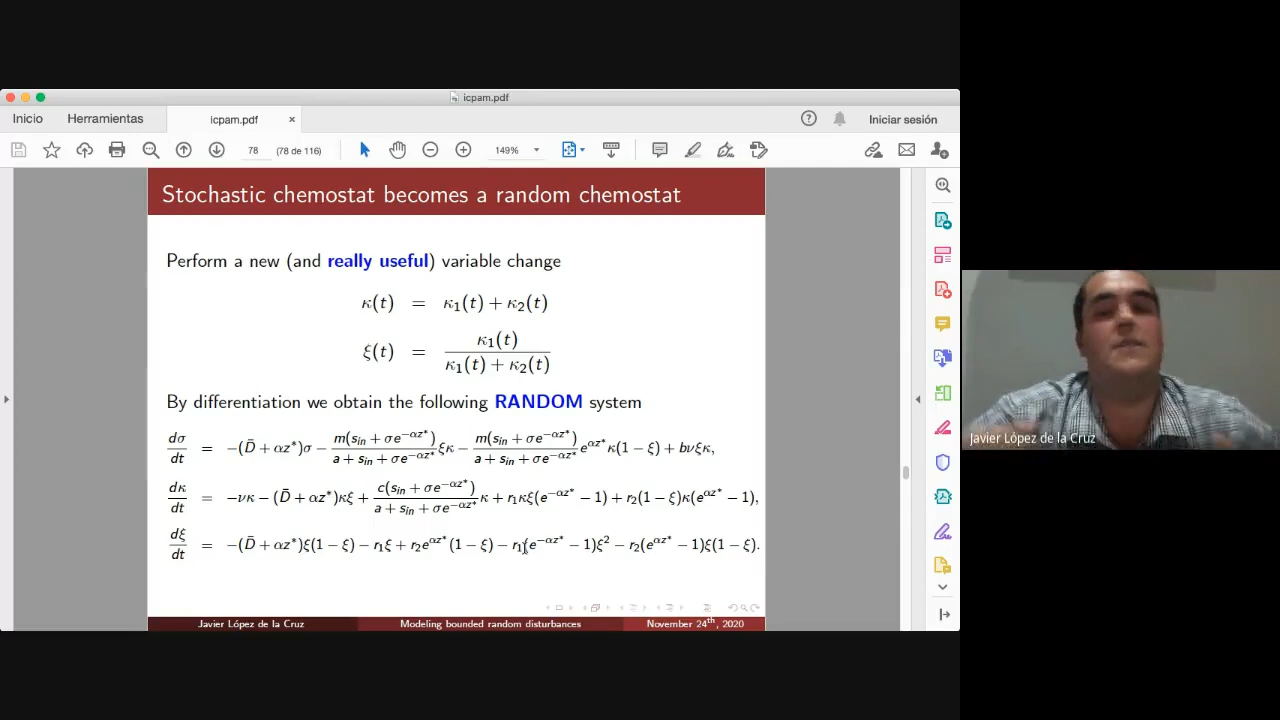 icpam.pdf
Inicio Herramientas icpam.pdf × Iniciar sesión
78 (78 de 116) 149%
Stochastic chemostat becomes a random chemostat
Perform a new (and really useful) variable change
κ(t) = κ₁(t) + κ₂(t)
ξ(t) = κ₁(t) / (κ₁(t) + κ₂(t))
By differentiation we obtain the following RANDOM system
dσ/dt = −(D̄ + αz*)σ − m(s_in + σe^{−αz*})/(a + s_in + σe^{−αz*}) ξκ − m(s_in + σe^{−αz*})/(a + s_in + σe^{−αz*}) e^{αz*}κ(1 − ξ) + bνξκ,
dκ/dt = −νκ − (D̄ + αz*)κξ + c(s_in + σe^{−αz*})/(a + s_in + σe^{−αz*}) κ + r₁κξ(e^{−αz*} − 1) + r₂(1 − ξ)κ(e^{αz*} − 1),
dξ/dt = −(D̄ + αz*)ξ(1 − ξ) − r₁ξ + r₂e^{αz*}(1 − ξ) − r₁(e^{−αz*} − 1)ξ² − r₂(e^{αz*} − 1)ξ(1 − ξ).
Javier López de la Cruz Modeling bounded random disturbances November 24th, 2020
Javier López de la Cruz